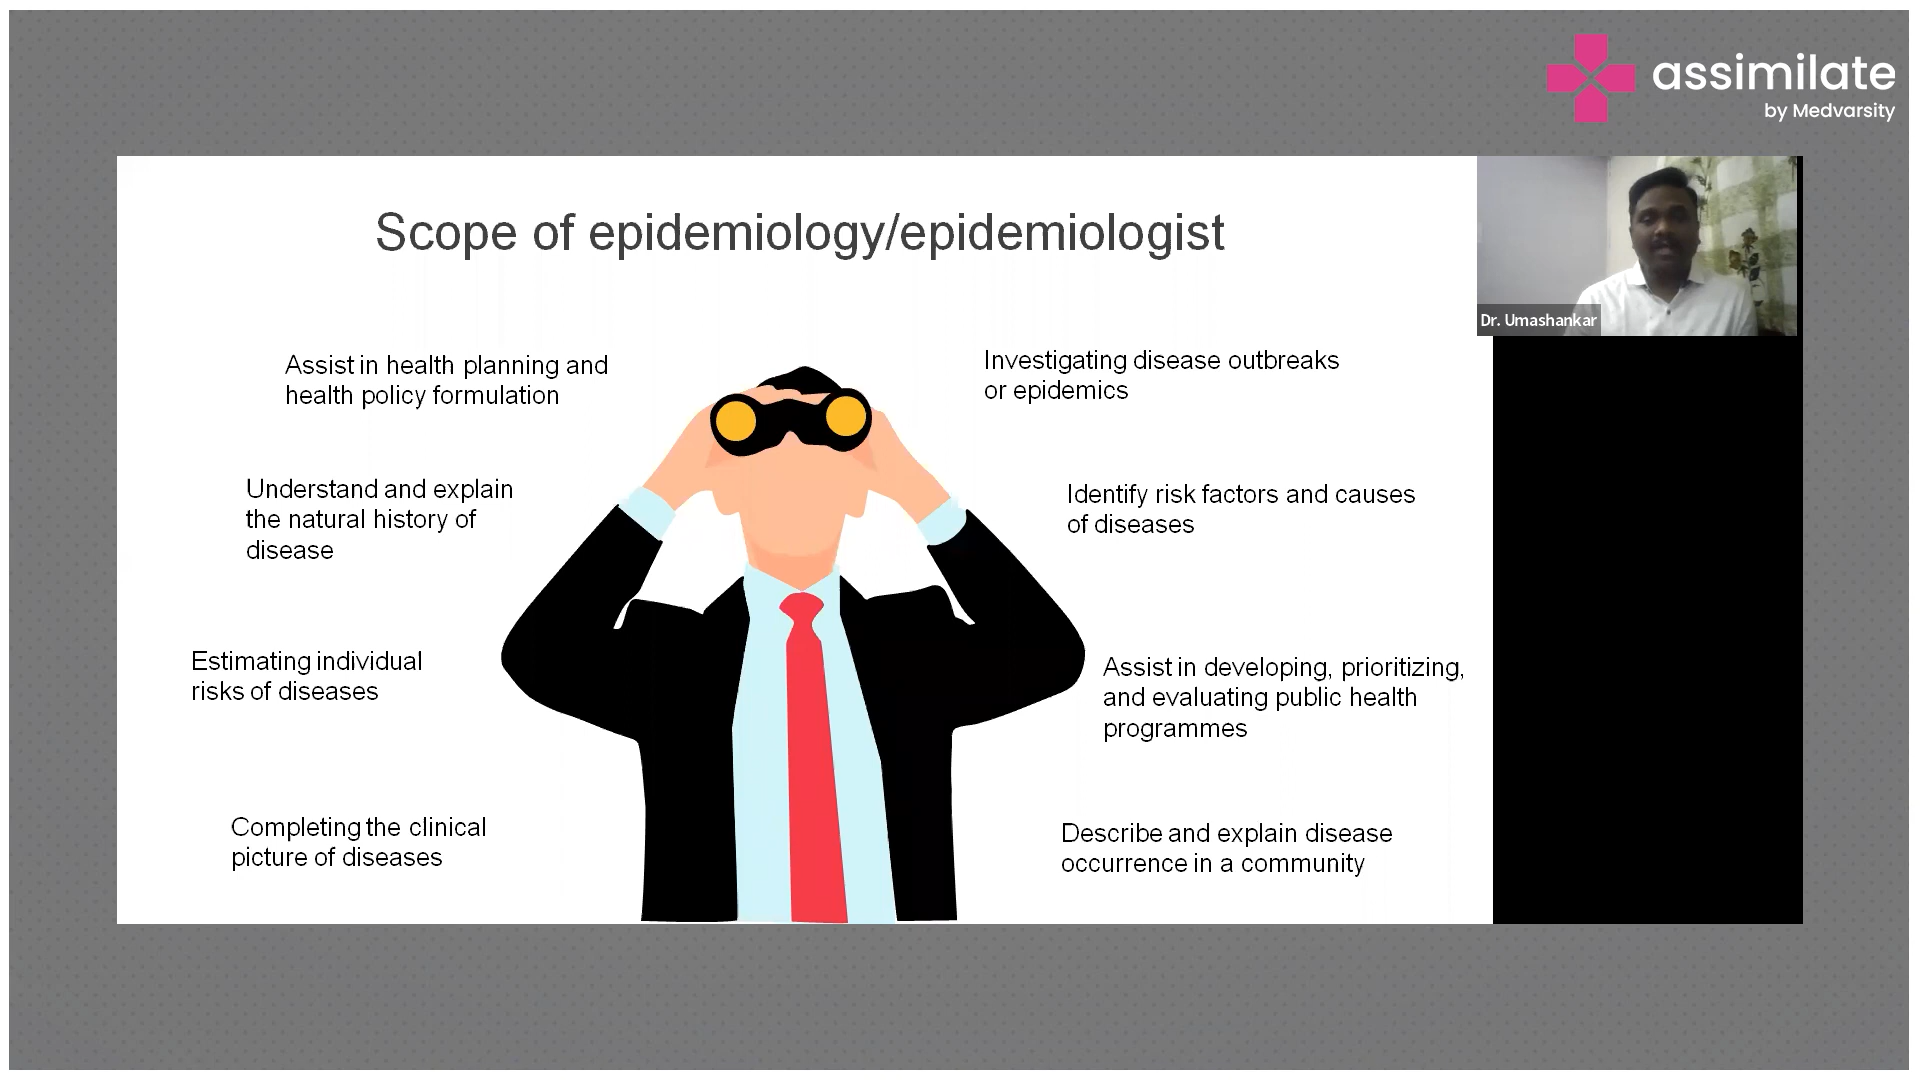 assimilate
by Medvarsity
Scope of epidemiology/epidemiologist
Dr. Umashankar
Assist in health planning and
health policy formulation
Understand and explain
the natural history of
disease
Estimating individual
risks of diseases
Completing the clinical
picture of diseases
Investigating disease outbreaks
or epidemics
Identify risk factors and causes
of diseases
Assist in developing, prioritizing,
and evaluating public health
programmes
Describe and explain disease
occurrence in a community